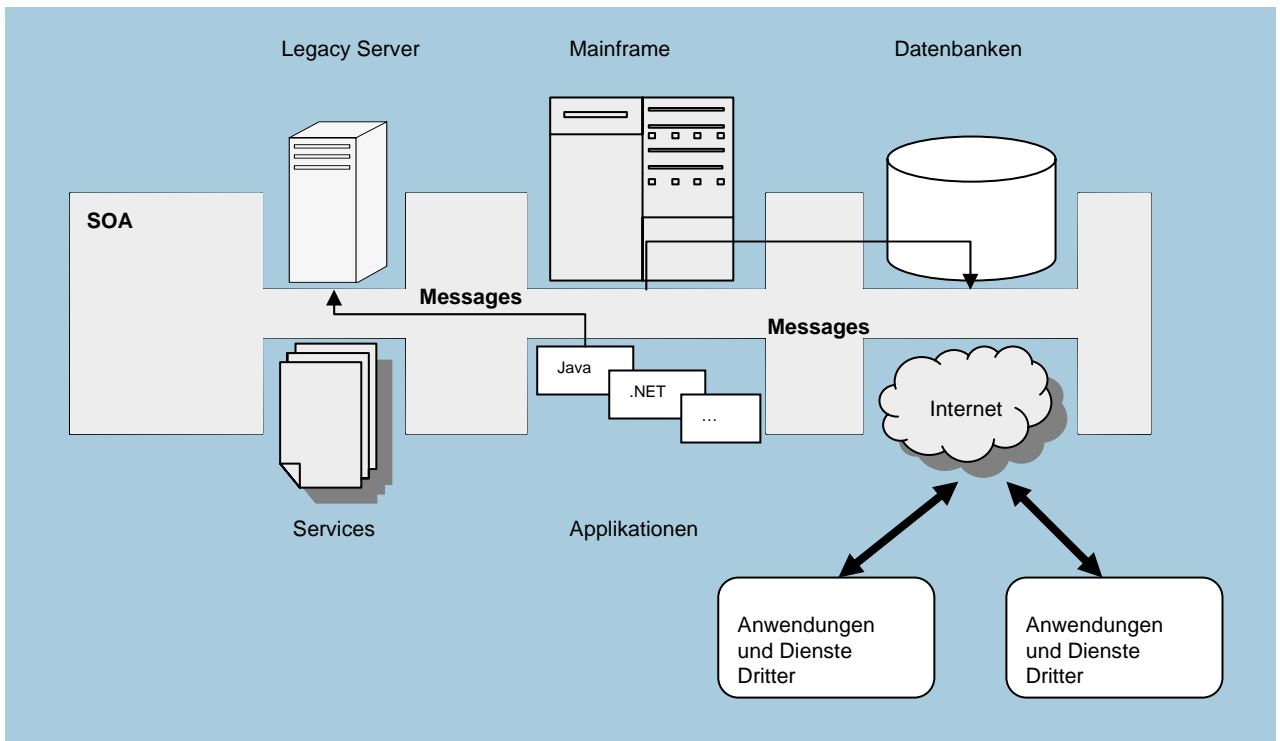 Legacy Server
Mainframe
Datenbanken
SOA
Messages
Messages
Java
.NET
…
Internet
Services
Applikationen
Anwendungen
und Dienste
Dritter
Anwendungen
und Dienste
Dritter